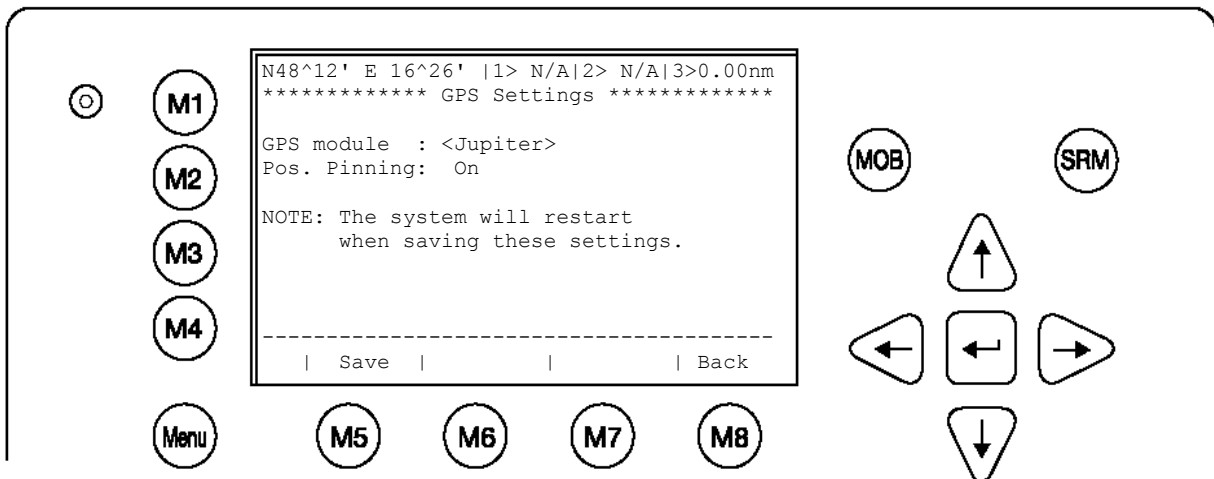 N48^12' E 16^26' |1> N/A|2> N/A|3>0.00nm
************* GPS Settings *************
GPS module  : <Jupiter>
Pos. Pinning:  On
NOTE: The system will restart
      when saving these settings.
----------------------------------------
   |  Save  |         |         | Back
M1
M2
M3
M4
Menu
M5
M6
M7
M8
MOB
SRM